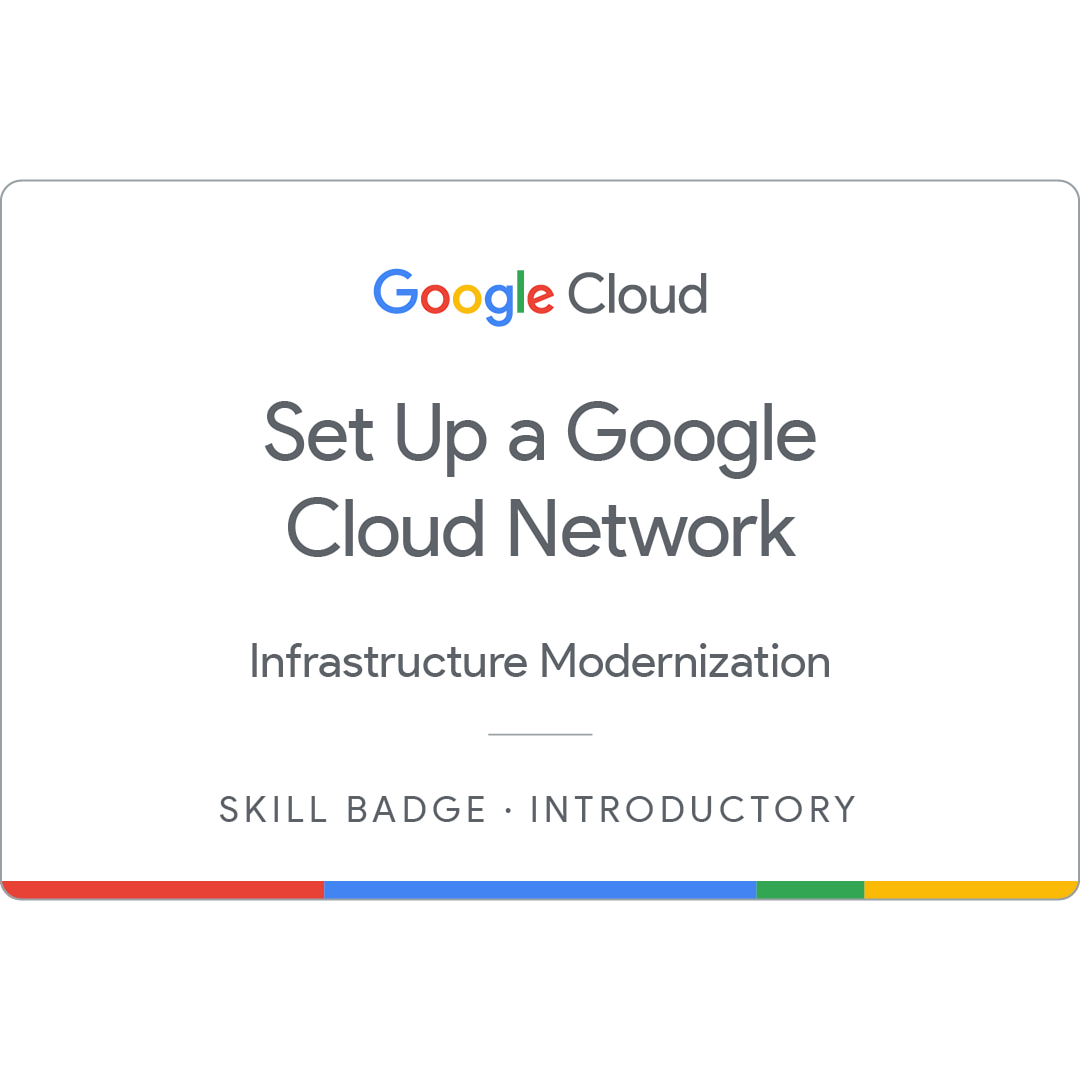 Google Cloud
Set Up a Google
Cloud Network
Infrastructure Modernization
SKILL BADGE · INTRODUCTORY